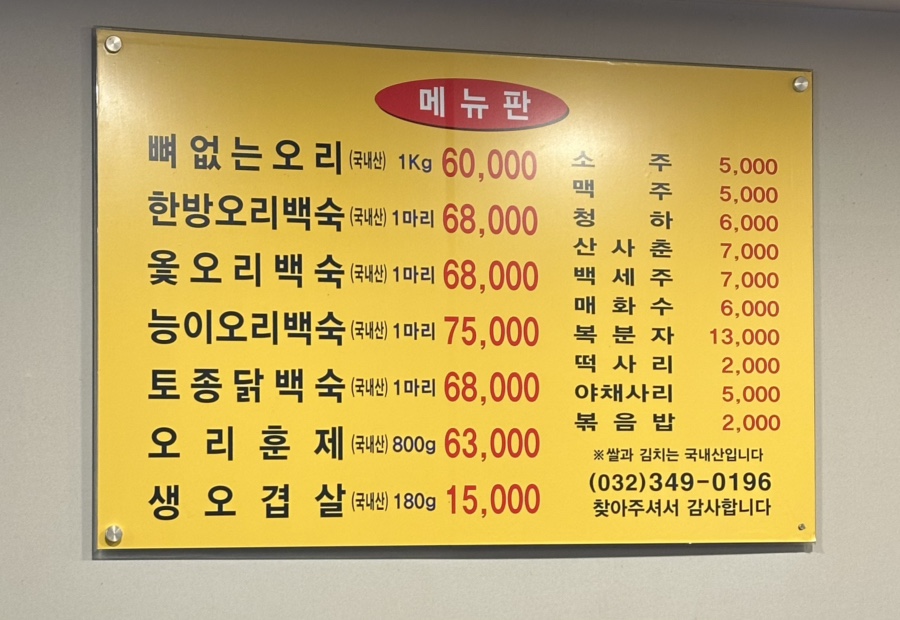 메뉴판
뼈없는오리(국내산) 1Kg 60,000
한방오리백숙(국내산) 1마리 68,000
옻오리백숙(국내산) 1마리 68,000
능이오리백숙(국내산) 1마리 75,000
토종닭백숙(국내산) 1마리 68,000
오리훈제(국내산) 800g 63,000
생오겹살(국내산) 180g 15,000
소주 5,000
맥주 5,000
청하 6,000
산사춘 7,000
백세주 7,000
매화수 6,000
복분자 13,000
떡사리 2,000
야채사리 5,000
볶음밥 2,000
※쌀과 김치는 국내산입니다
(032)349-0196
찾아주셔서 감사합니다